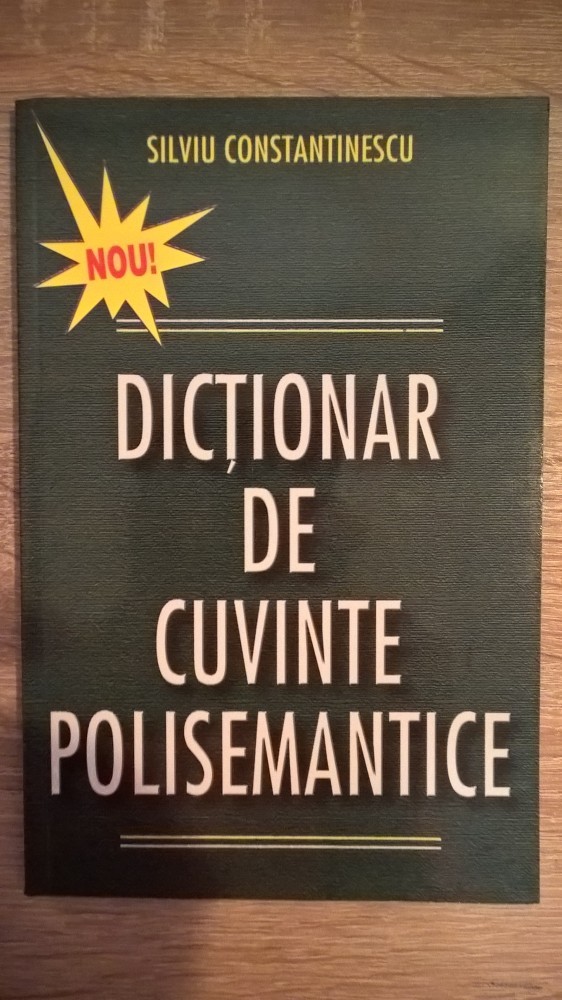 SILVIU CONSTANTINESCU
NOU!
DICȚIONAR
DE
CUVINTE
POLISEMANTICE